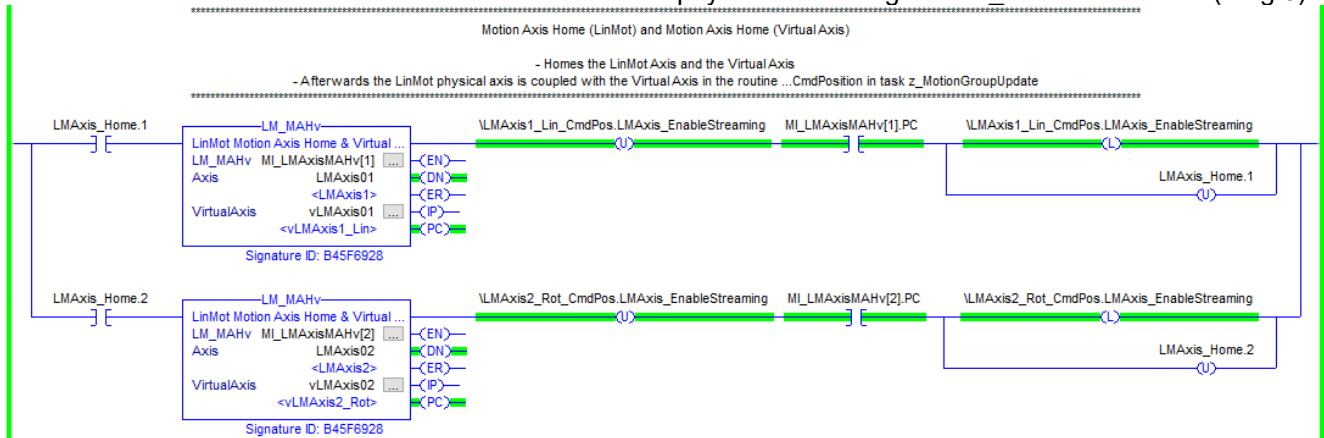 Motion Axis Home (LinMot) and Motion Axis Home (Virtual Axis)
- Homes the LinMot Axis and the Virtual Axis
- Afterwards the LinMot physical axis is coupled with the Virtual Axis in the routine ...CmdPosition in task z_MotionGroupUpdate
LMAxis_Home.1
LM_MAHv
LinMot Motion Axis Home & Virtual ...
LM_MAHv MI_LMAxisMAHv[1] ...
Axis LMAxis01
<LMAxis1>
VirtualAxis vLMAxis01 ...
<vLMAxis1_Lin>
Signature ID: B45F6928
(EN)
(DN)
(ER)
(IP)
(PC)
\LMAxis1_Lin_CmdPos.LMAxis_EnableStreaming
(U)
MI_LMAxisMAHv[1].PC
\LMAxis1_Lin_CmdPos.LMAxis_EnableStreaming
(L)
LMAxis_Home.1
(U)
LMAxis_Home.2
LM_MAHv
LinMot Motion Axis Home & Virtual ...
LM_MAHv MI_LMAxisMAHv[2] ...
Axis LMAxis02
<LMAxis2>
VirtualAxis vLMAxis02 ...
<vLMAxis2_Rot>
Signature ID: B45F6928
(EN)
(DN)
(ER)
(IP)
(PC)
\LMAxis2_Rot_CmdPos.LMAxis_EnableStreaming
(U)
MI_LMAxisMAHv[2].PC
\LMAxis2_Rot_CmdPos.LMAxis_EnableStreaming
(L)
LMAxis_Home.2
(U)